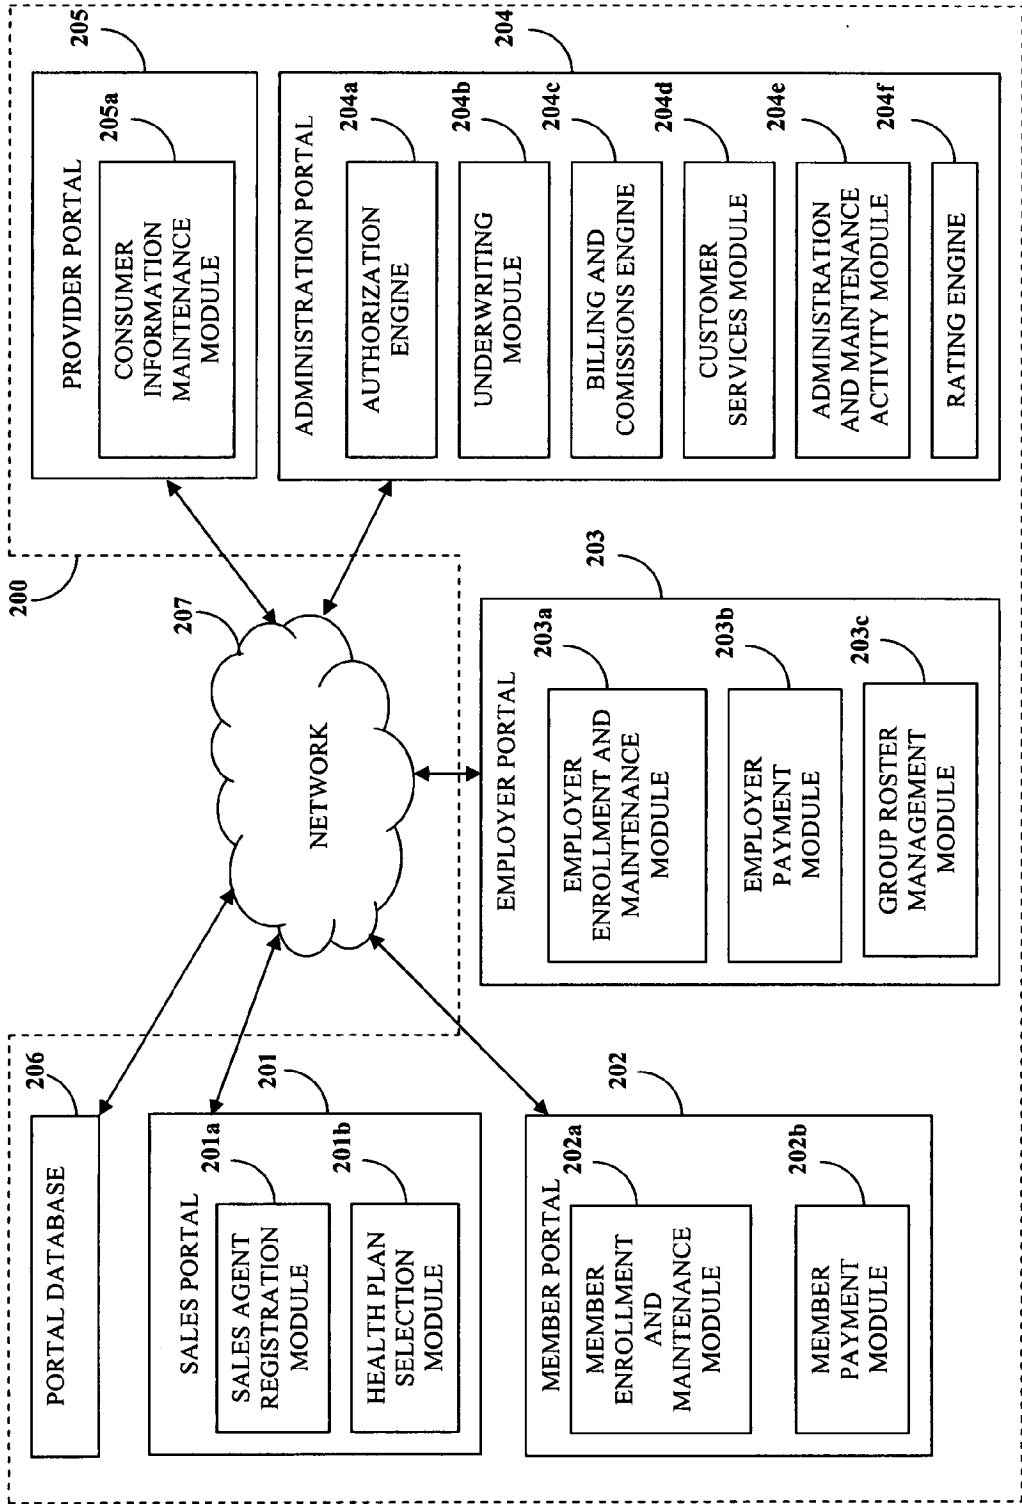 200
206
PORTAL DATABASE
201
SALES PORTAL
201a
SALES AGENT
REGISTRATION
MODULE
201b
HEALTH PLAN
SELECTION
MODULE
202
MEMBER PORTAL
202a
MEMBER
ENROLLMENT
AND
MAINTENANCE
MODULE
202b
MEMBER
PAYMENT
MODULE
207
NETWORK
203
EMPLOYER PORTAL
203a
EMPLOYER
ENROLLMENT AND
MAINTENANCE
MODULE
203b
EMPLOYER
PAYMENT
MODULE
203c
GROUP ROSTER
MANAGEMENT
MODULE
205
PROVIDER PORTAL
205a
CONSUMER
INFORMATION
MAINTENANCE
MODULE
204
ADMINISTRATION PORTAL
204a
AUTHORIZATION
ENGINE
204b
UNDERWRITING
MODULE
204c
BILLING AND
COMISSIONS ENGINE
204d
CUSTOMER
SERVICES MODULE
204e
ADMINISTRATION
AND MAINTENANCE
ACTIVITY MODULE
204f
RATING ENGINE